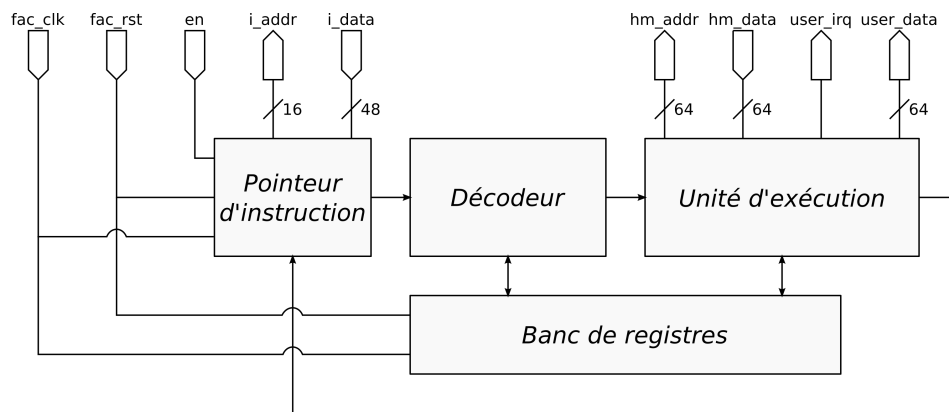 fac_clk fac_rst en i_addr i_data hm_addr hm_data user_irq user_data
16 48 64 64 64
Pointeur
d'instruction
Décodeur
Unité d'exécution
Banc de registres